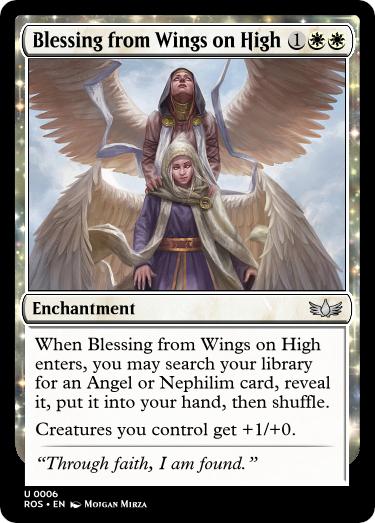 Blessing from Wings on High 1
Enchantment
When Blessing from Wings on High
enters, you may search your library
for an Angel or Nephilim card, reveal
it, put it into your hand, then shuffle.
Creatures you control get +1/+0.
“Through faith, I am found.”
U 0006
ROS • EN Moigan Mirza